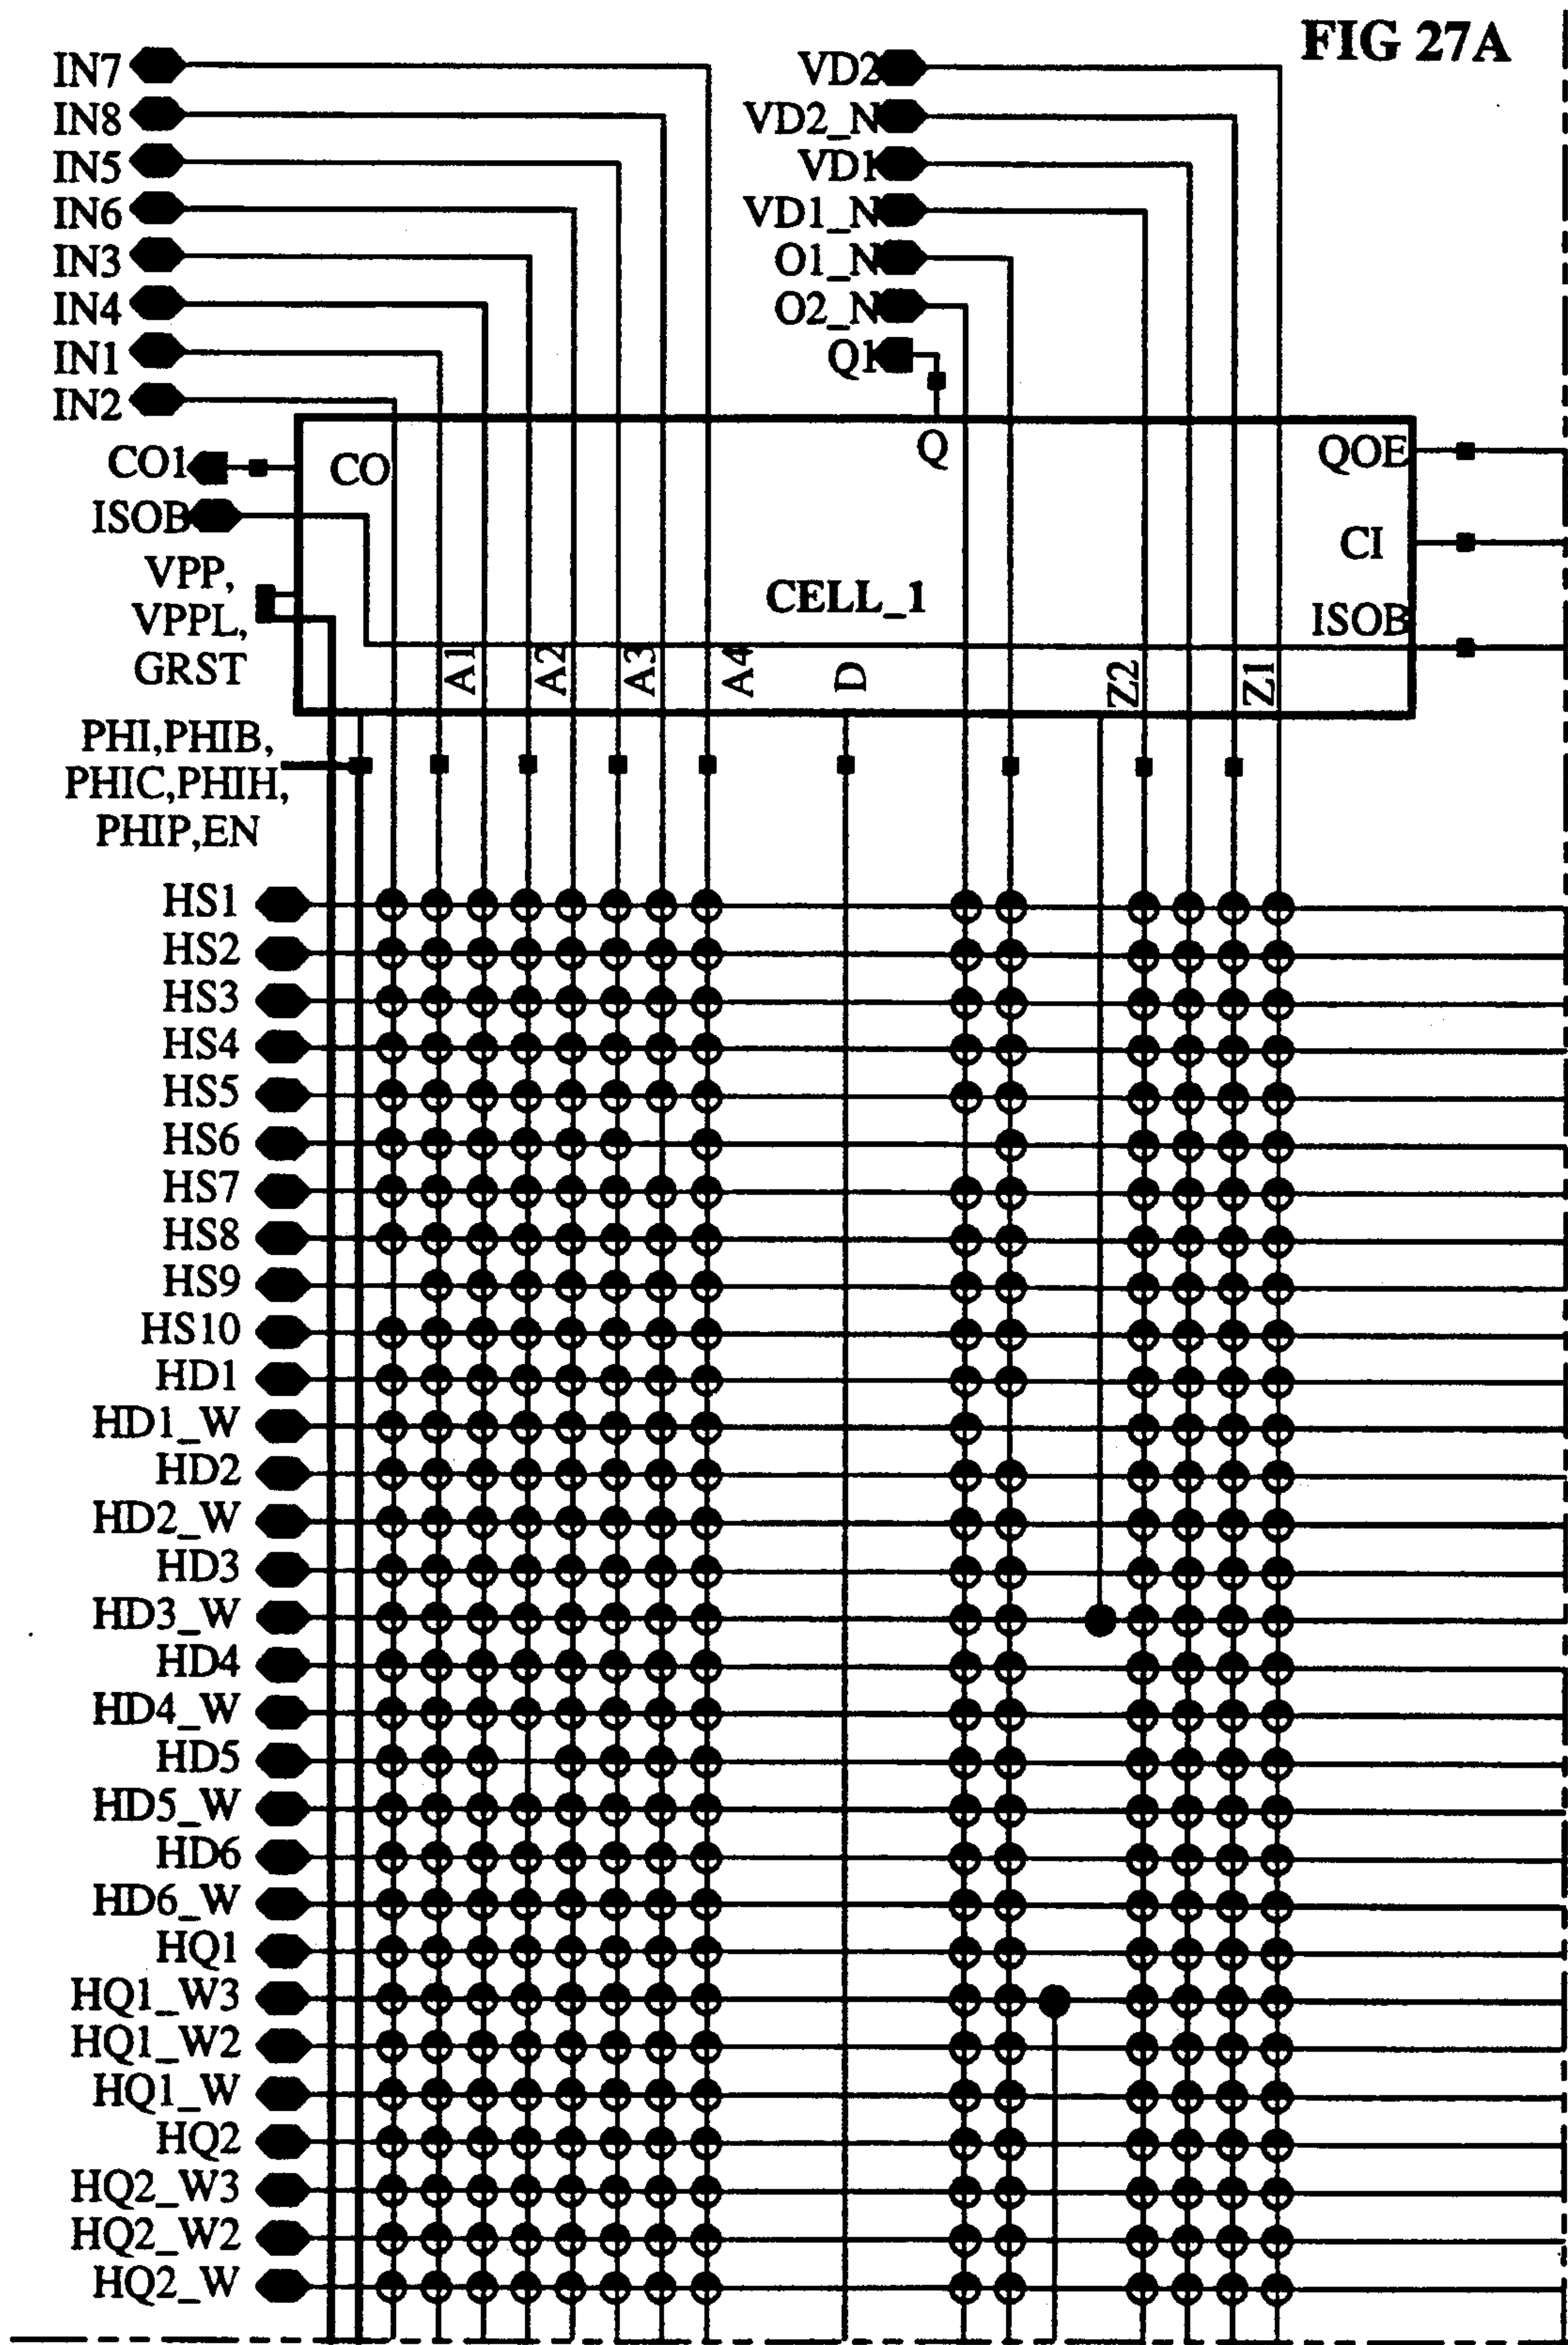 FIG 27A
IN7
IN8
IN5
IN6
IN3
IN4
IN1
IN2
VD2
VD2_N
VD1
VD1_N
O1_N
O2_N
Q1
CO1
ISOB
VPP,
VPPL,
GRST
CO
Q
QOE
CI
ISOB
CELL_1
A1
A2
A3
A4
D
Z2
Z1
PHI,PHIB,
PHIC,PHIH,
PHIP,EN
HS1
HS2
HS3
HS4
HS5
HS6
HS7
HS8
HS9
HS10
HD1
HD1_W
HD2
HD2_W
HD3
HD3_W
HD4
HD4_W
HD5
HD5_W
HD6
HD6_W
HQ1
HQ1_W3
HQ1_W2
HQ1_W
HQ2
HQ2_W3
HQ2_W2
HQ2_W